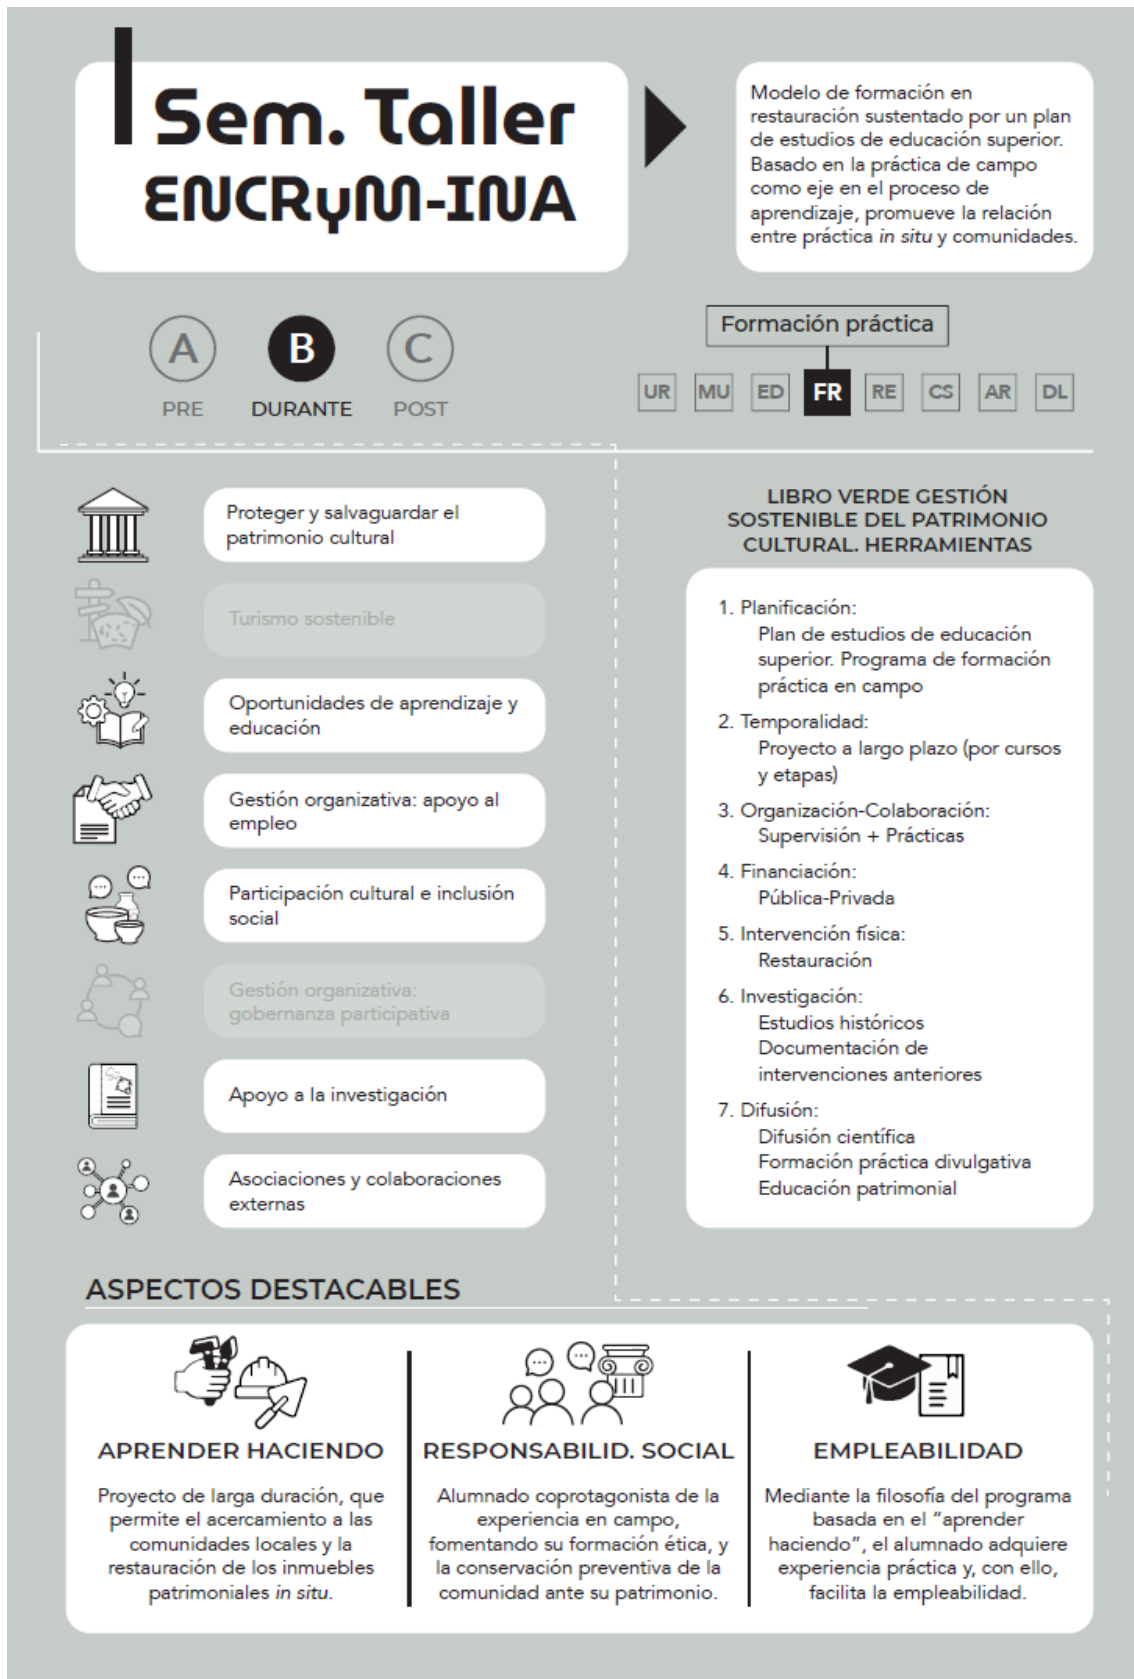 Sem. Taller
ENCRyM-INA
Modelo de formación en
restauración sustentado por un plan
de estudios de educación superior.
Basado en la práctica de campo
como eje en el proceso de
aprendizaje, promueve la relación
entre práctica in situ y comunidades.
A
B
C
PRE
DURANTE
POST
Formación práctica
UR
MU
ED
FR
RE
CS
AR
DL
Proteger y salvaguardar el
patrimonio cultural
Turismo sostenible
Oportunidades de aprendizaje y
educación
Gestión organizativa: apoyo al
empleo
Participación cultural e inclusión
social
Gestión organizativa:
gobernanza participativa
Apoyo a la investigación
Asociaciones y colaboraciones
externas
LIBRO VERDE GESTIÓN
SOSTENIBLE DEL PATRIMONIO
CULTURAL. HERRAMIENTAS
1. Planificación:
Plan de estudios de educación
superior. Programa de formación
práctica en campo
2. Temporalidad:
Proyecto a largo plazo (por cursos
y etapas)
3. Organización-Colaboración:
Supervisión + Prácticas
4. Financiación:
Pública-Privada
5. Intervención física:
Restauración
6. Investigación:
Estudios históricos
Documentación de
intervenciones anteriores
7. Difusión:
Difusión científica
Formación práctica divulgativa
Educación patrimonial
ASPECTOS DESTACABLES
APRENDER HACIENDO
Proyecto de larga duración, que
permite el acercamiento a las
comunidades locales y la
restauración de los inmuebles
patrimoniales in situ.
RESPONSABILID. SOCIAL
Alumnado coprotagonista de la
experiencia en campo,
fomentando su formación ética, y
la conservación preventiva de la
comunidad ante su patrimonio.
EMPLEABILIDAD
Mediante la filosofía del programa
basada en el “aprender
haciendo”, el alumnado adquiere
experiencia práctica y, con ello,
facilita la empleabilidad.